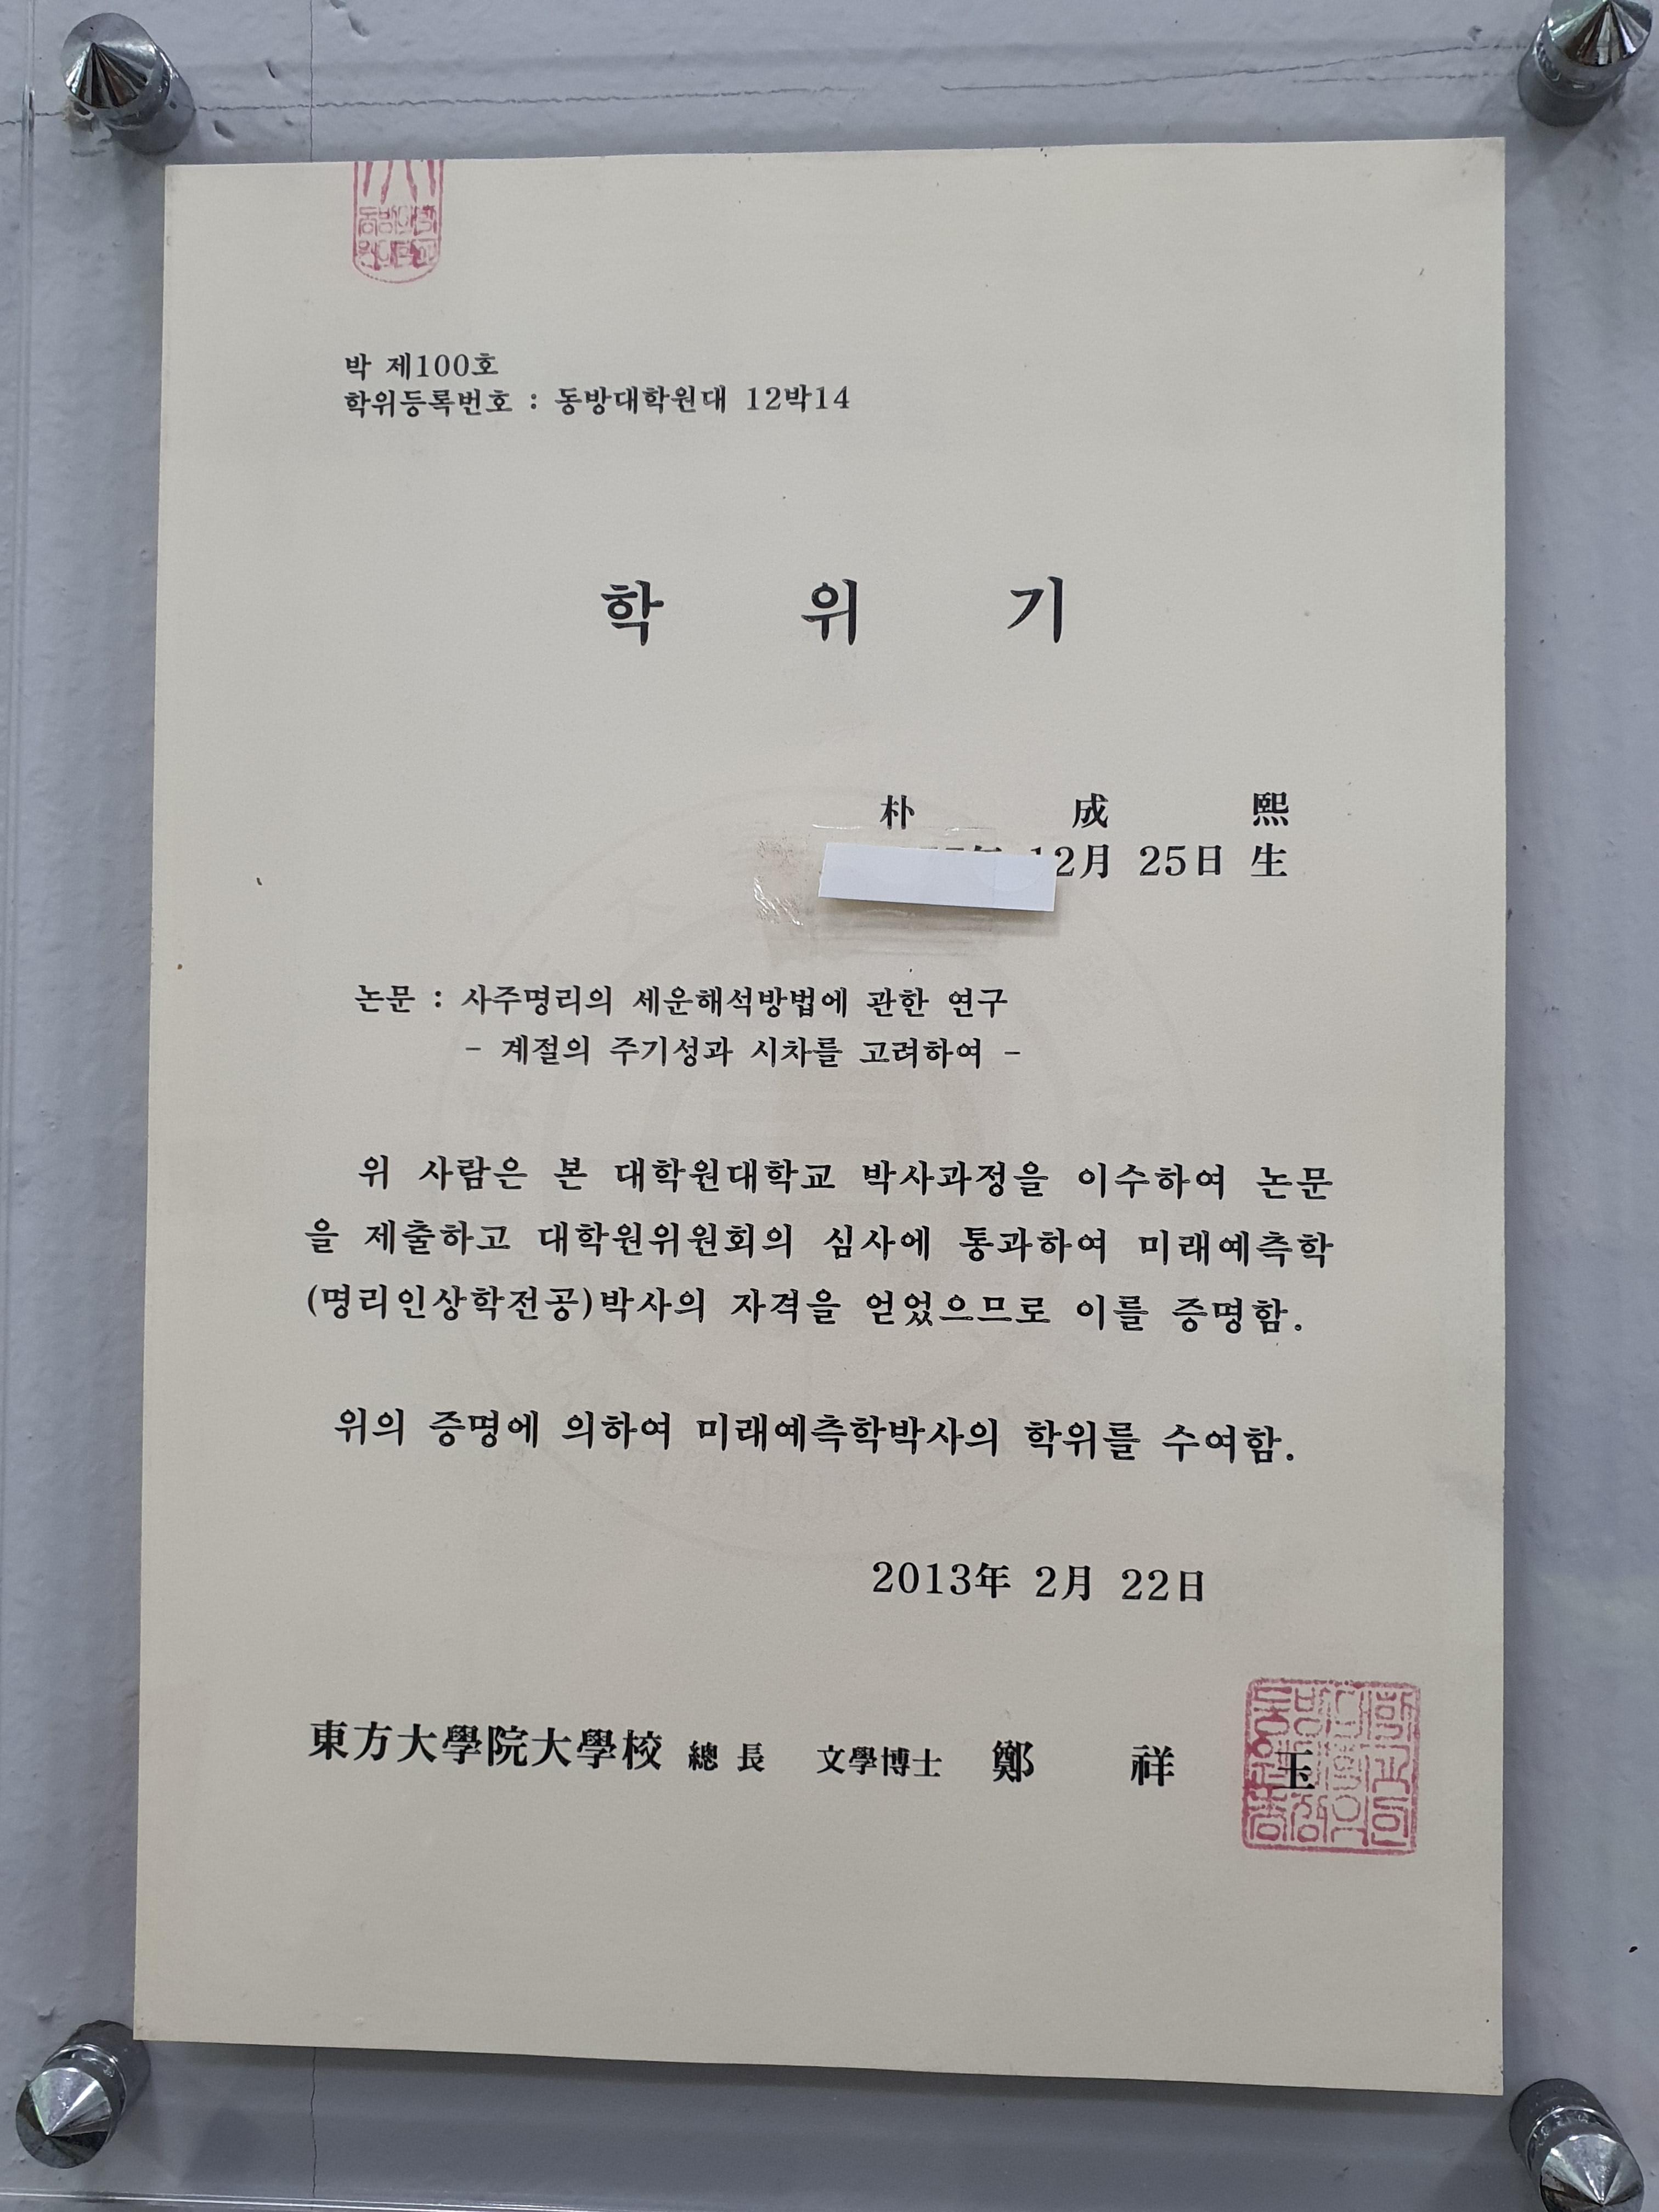 박 제100호
학위등록번호 : 동방대학원대 12박14
학 위 기
朴 成 熙
12月 25日 生
논문 : 사주명리의 세운해석방법에 관한 연구
- 계절의 주기성과 시차를 고려하여 -
위 사람은 본 대학원대학교 박사과정을 이수하여 논문
을 제출하고 대학원위원회의 심사에 통과하여 미래예측학
(명리인상학전공)박사의 자격을 얻었으므로 이를 증명함.
위의 증명에 의하여 미래예측학박사의 학위를 수여함.
2013年 2月 22日
東方大學院大學校 總長 文學博士 鄭 祥 玉